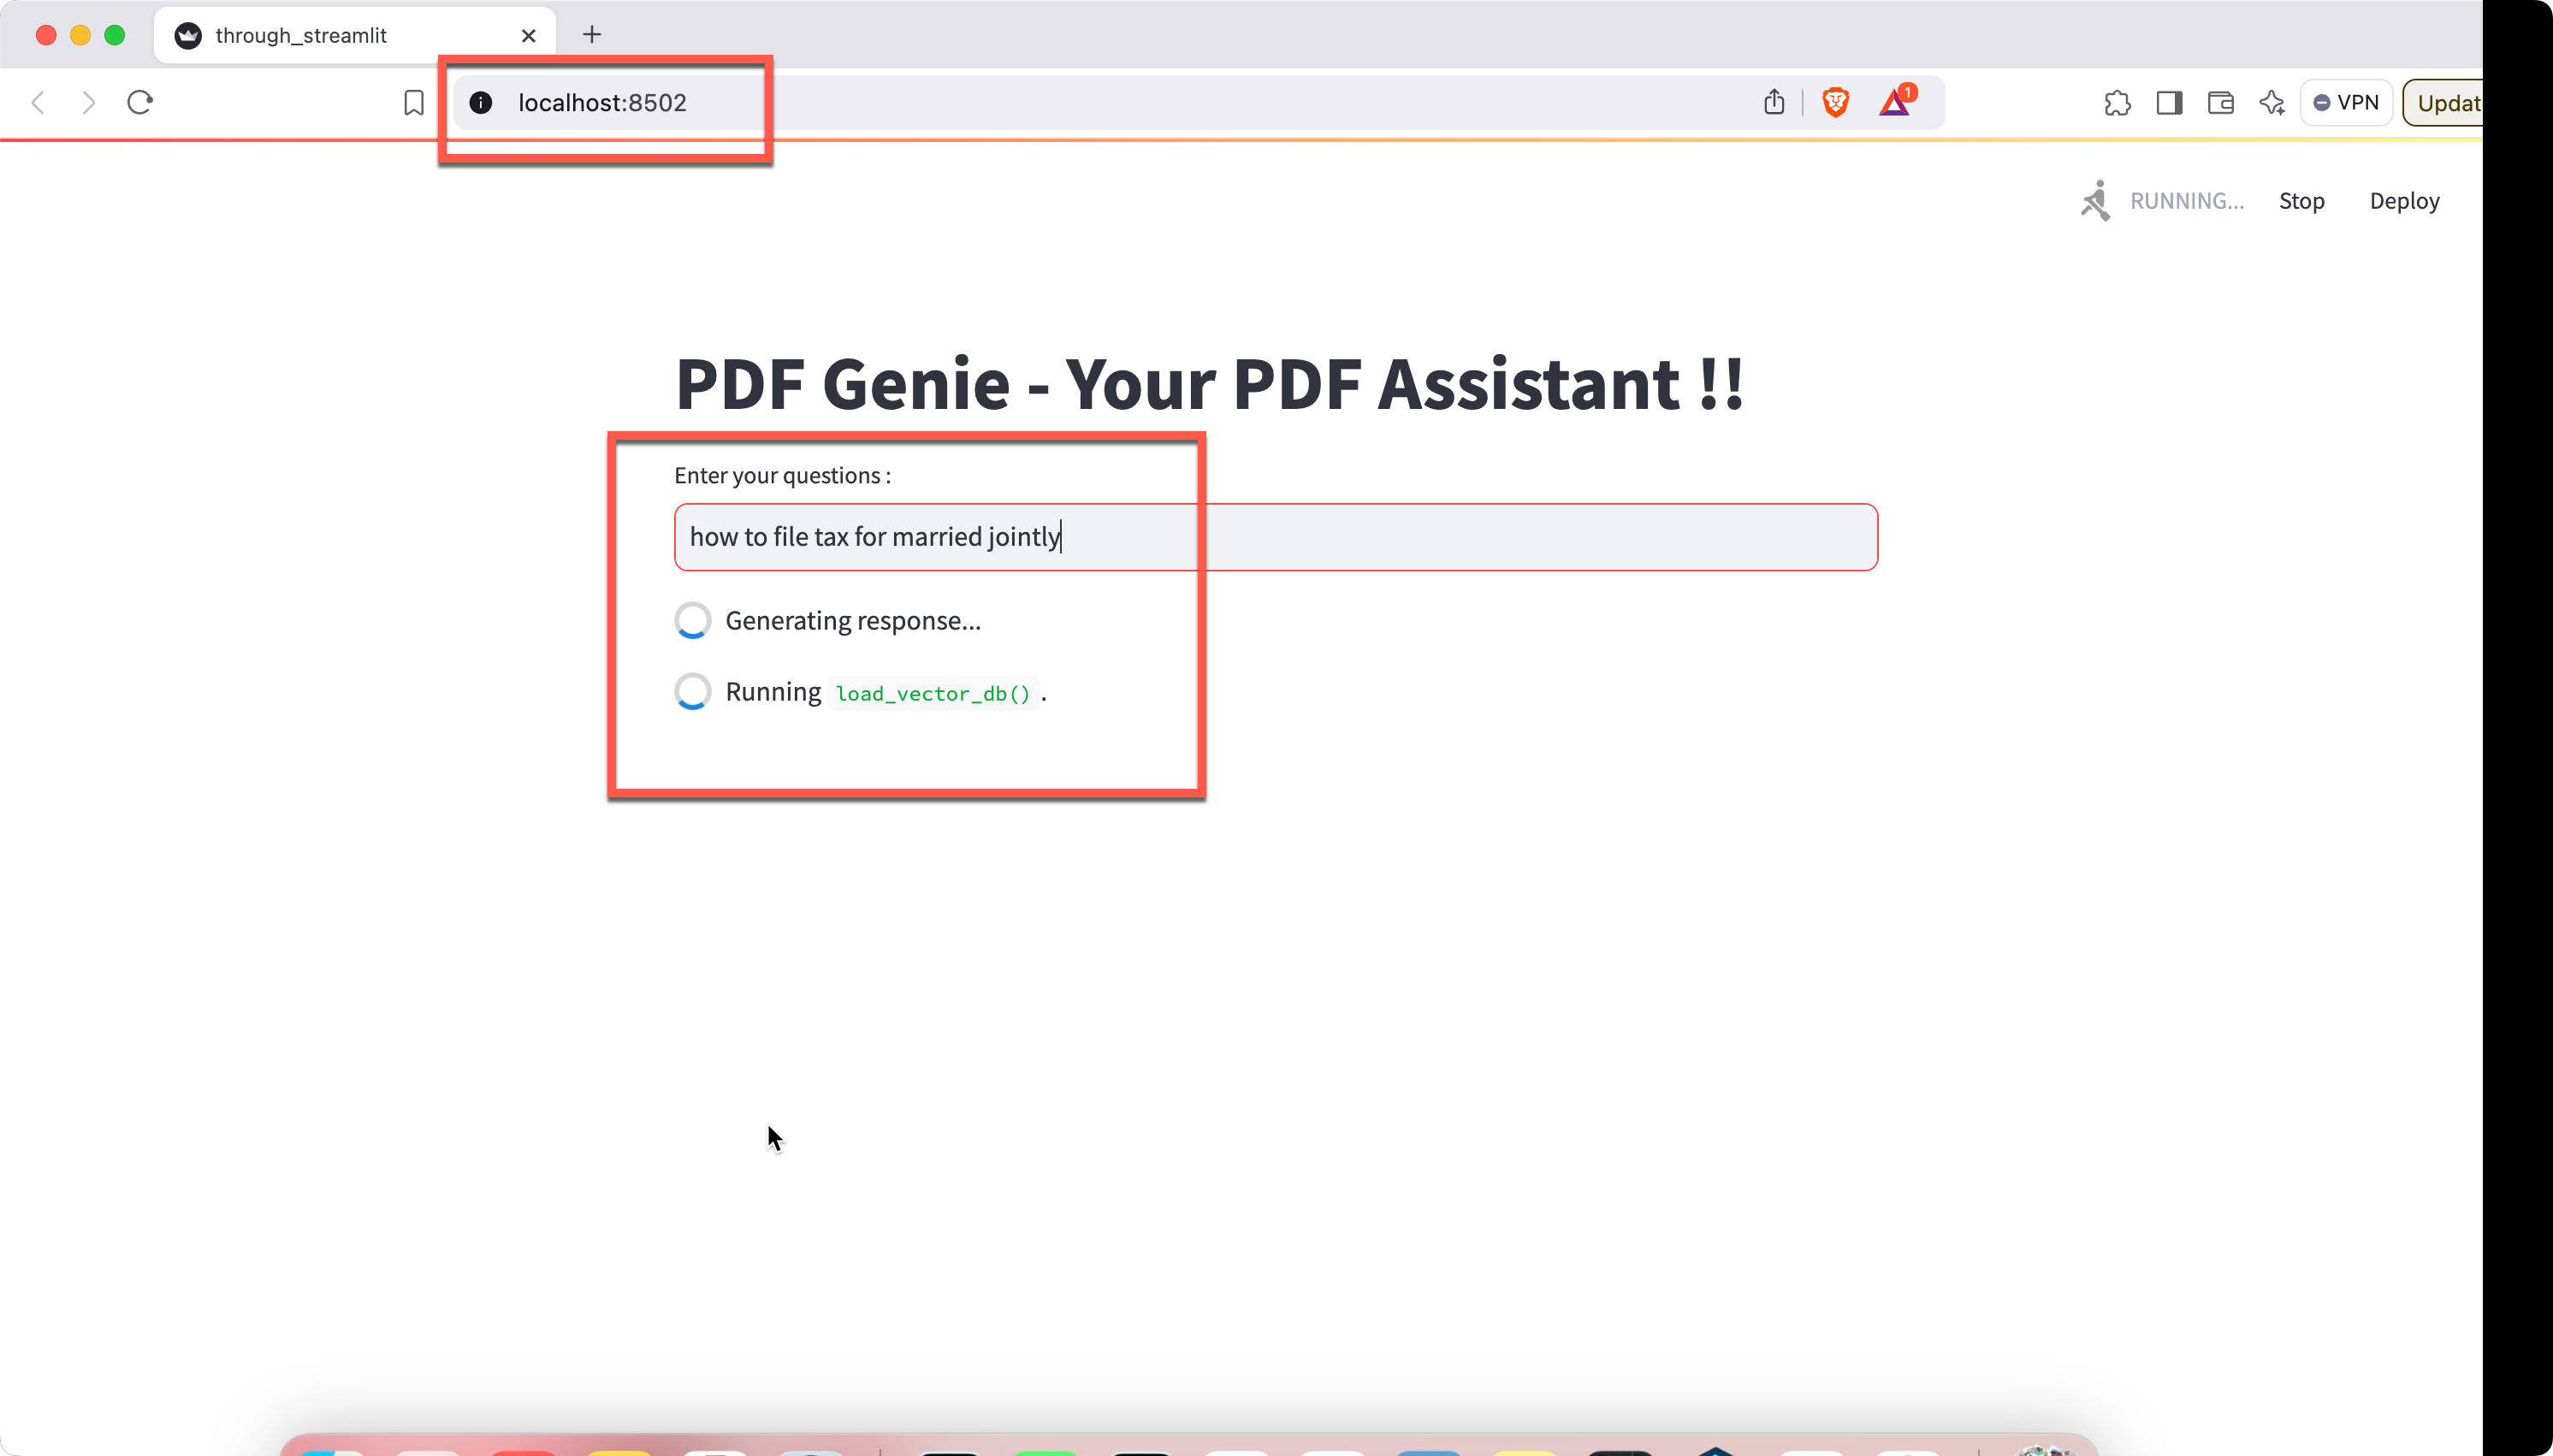 through_streamlit
localhost:8502
1
VPN
Updat
RUNNING...
Stop
Deploy
PDF Genie - Your PDF Assistant !!
Enter your questions :
how to file tax for married jointly
Generating response...
Running load_vector_db() .